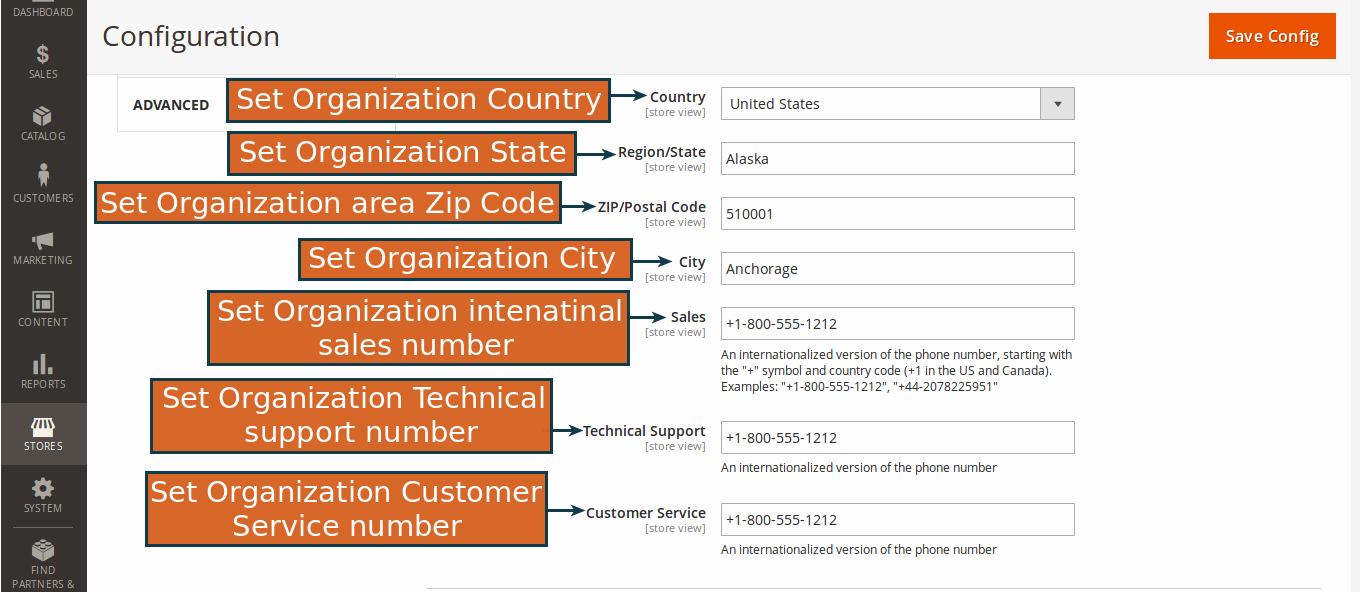 DASHBOARD
SALES
CATALOG
CUSTOMERS
MARKETING
CONTENT
REPORTS
STORES
SYSTEM
FIND
PARTNERS &
Configuration
Save Config
ADVANCED
Set Organization Country
Country
[store view]
United States
Set Organization State
Region/State
[store view]
Alaska
Set Organization area Zip Code
ZIP/Postal Code
[store view]
510001
Set Organization City
City
[store view]
Anchorage
Set Organization intenatinal
sales number
Sales
[store view]
+1-800-555-1212
An internationalized version of the phone number, starting with
the "+" symbol and country code (+1 in the US and Canada).
Examples: "+1-800-555-1212", "+44-2078225951"
Set Organization Technical
support number
Technical Support
[store view]
+1-800-555-1212
An internationalized version of the phone number
Set Organization Customer
Service number
Customer Service
[store view]
+1-800-555-1212
An internationalized version of the phone number